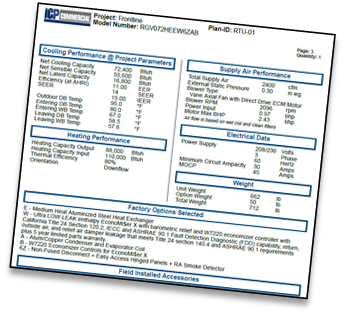 ICP COMMERCIAL
Project: Frontline
Model Number: RGV072HEEW6ZAB
Plan-ID: RTU-01
Page: 3
Quantity: 1
Cooling Performance @ Project Parameters
Net Cooling Capacity 72,400 Btuh
Net Sensible Capacity 55,600 Btuh
Net Latent Capacity 16,800 Btuh
Efficiency (at AHRI) 11.00 EER
SEER 14
15.00 IEER
Outdoor DB Temp 95.0 °F
Entering DB Temp 80.0 °F
Entering WB Temp 67.0 °F
Leaving DB Temp 58.5 °F
Leaving WB Temp 57.6 °F
Heating Performance
Heating Capacity Output 88,000 Btuh
Heating Capacity Input 110,000 Btuh
Thermal Efficiency 80%
Orientation Downflow
Supply Air Performance
Total Supply Air 2400 cfm
External Static Pressure 0.30 in wg
Blower Type
Vane Axial Fan with Direct Drive ECM Motor
Blower RPM 2096 rpm
Power Input 0.97 bhp
Motor Max BHP 2.43 bhp
Air flow is based on wet coil and clean filters.
Electrical Data
Power Supply 208/230 Volts
3 Phase
60 Hertz
Minimum Circuit Ampacity 30 Amps
MOCP 45 Amps
Weight
Unit Weight 662 lb
Option Weight 50 lb
Total Weight 712 lb
Factory Options Selected
E - Medium Heat Aluminized Steel Heat Exchanger
W - Ultra Low LEAK enthalpy EconoMi$er X with barometric relief and W7220 economizer controller with
California Title 24 Section 120.2, IECC and ASHRAE 90.1 Fault Detection Diagnostic (FDD) capability, return,
outside air, and relief air damper leakage that meets Title 24 section 140.4 and ASHRAE 90.1 requirements
plus 5 year limited parts warranty.
A - Alum/Copper Condenser and Evaporator Coil
B - W7220 Economizer Controls for EconoMi$er X
6Z - Non-Fused Disconnect + Easy Access Hinged Panels + RA Smoke Detector
Field Installed Accessories